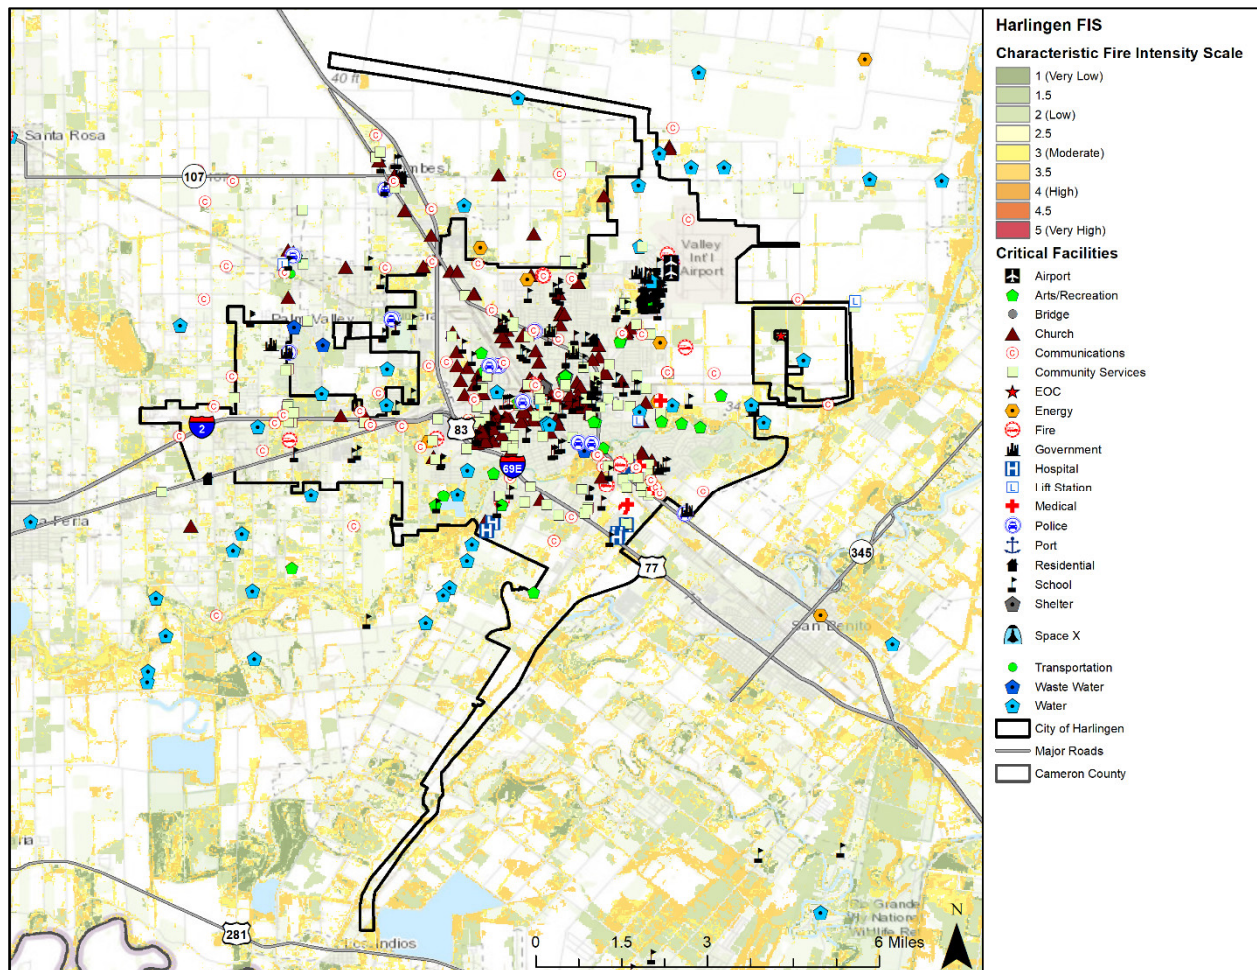 Harlingen FIS
Characteristic Fire Intensity Scale
1 (Very Low)
1.5
2 (Low)
2.5
3 (Moderate)
3.5
4 (High)
4.5
5 (Very High)
Critical Facilities
Airport
Arts/Recreation
Bridge
Church
Communications
Community Services
EOC
Energy
Fire
Government
Hospital
Lift Station
Medical
Police
Port
Residential
School
Shelter
Space X
Transportation
Waste Water
Water
City of Harlingen
Major Roads
Cameron County
40 ft
Santa Rosa
107
Valley
Int'l
Airport
Palm Valley
2
83
69E
345
77
San Benito
281
Los Indios
N
0 1.5 3 6 Miles